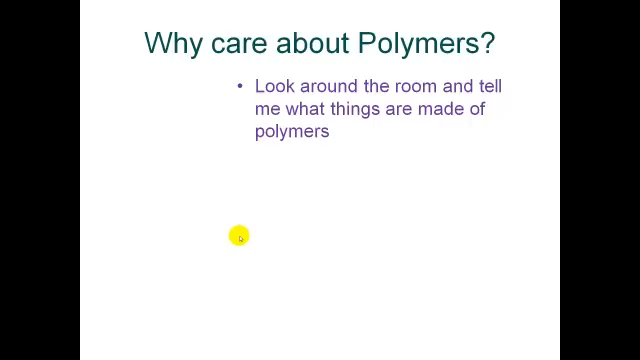 Why care about Polymers?
• Look around the room and tell
me what things are made of
polymers